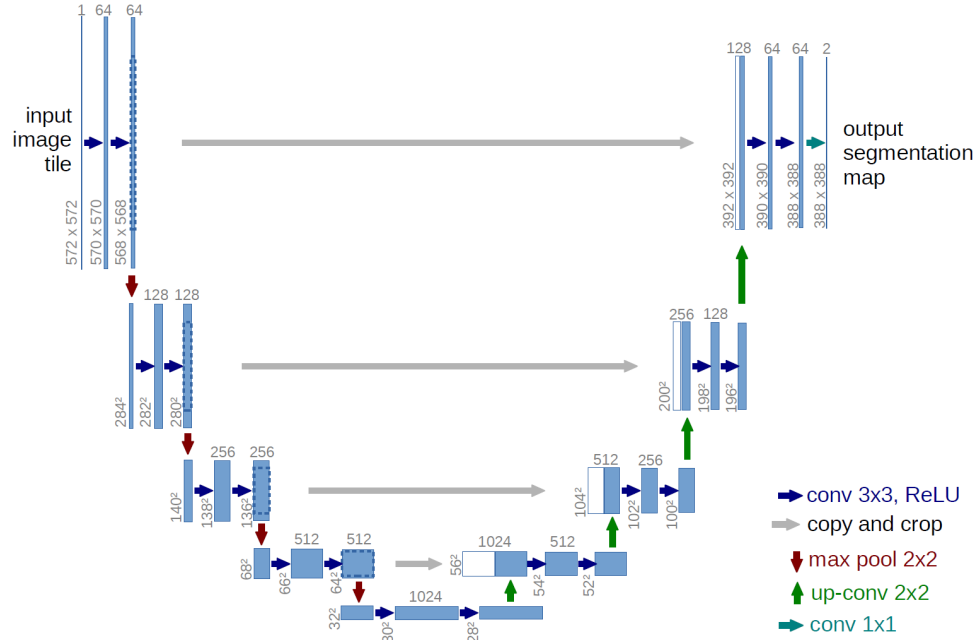 1
64
64
input
image
tile
572 x 572
570 x 570
568 x 568
128
64
64
2
392 x 392
390 x 390
388 x 388
388 x 388
output
segmentation
map
128
128
284²
282²
280²
256
128
200²
198²
196²
256
256
140²
138²
136²
512
256
104²
102²
100²
512
512
68²
66²
64²
1024
512
56²
54²
52²
1024
32²
30²
28²
conv 3x3, ReLU
copy and crop
max pool 2x2
up-conv 2x2
conv 1x1